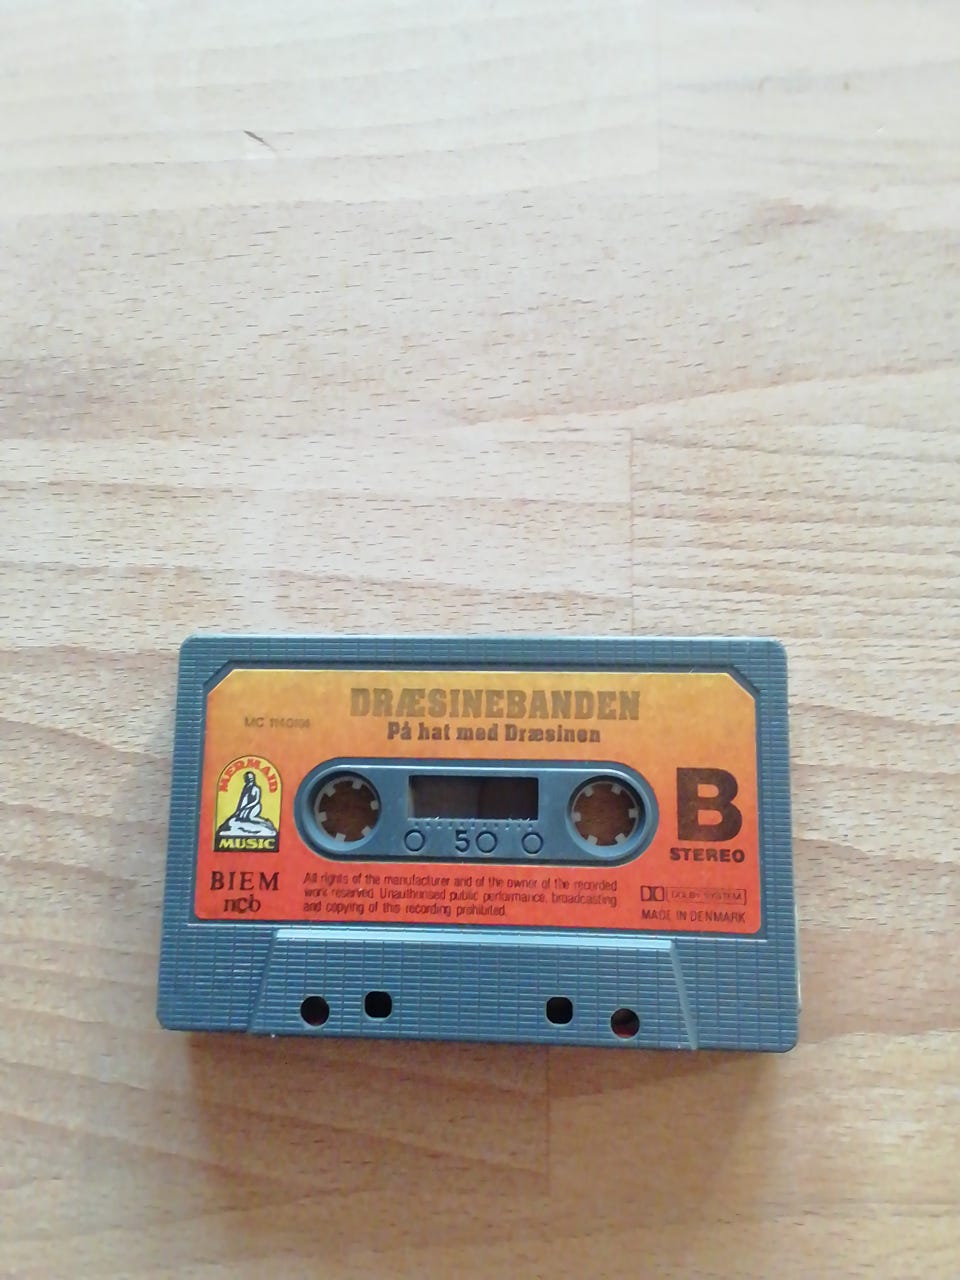 DRÆSINEBANDEN
På hat med Dræsinen
MC
MERMAID
MUSIC
B
STEREO
50
BIEM
ncb
All rights of the manufacturer and of the owner of the recorded
work reserved. Unauthorised public performance, broadcasting
and copying of this recording prohibited.
DOLBY SYSTEM
MADE IN DENMARK